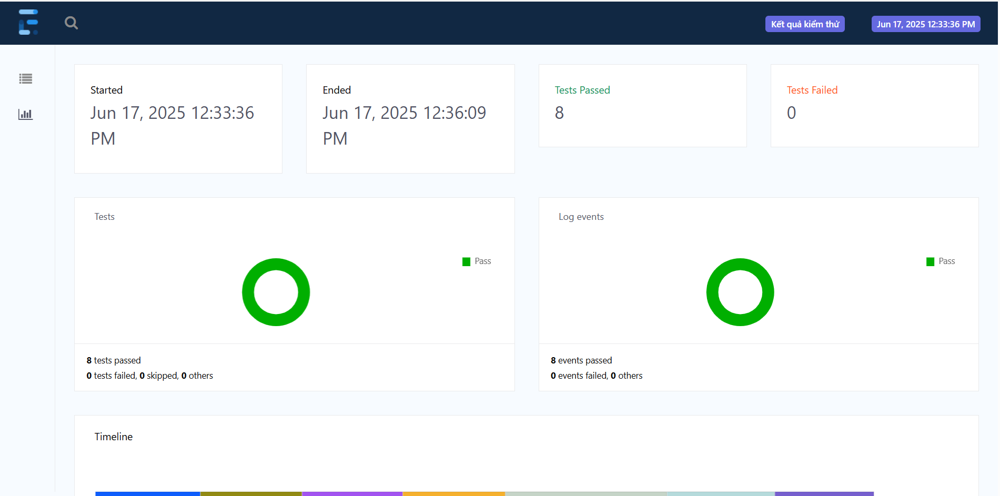 Kết quả kiểm thử
Jun 17, 2025 12:33:36 PM
Started
Jun 17, 2025 12:33:36
PM
Ended
Jun 17, 2025 12:36:09
PM
Tests Passed
8
Tests Failed
0
Tests
Pass
8 tests passed
0 tests failed, 0 skipped, 0 others
Log events
Pass
8 events passed
0 events failed, 0 others
Timeline